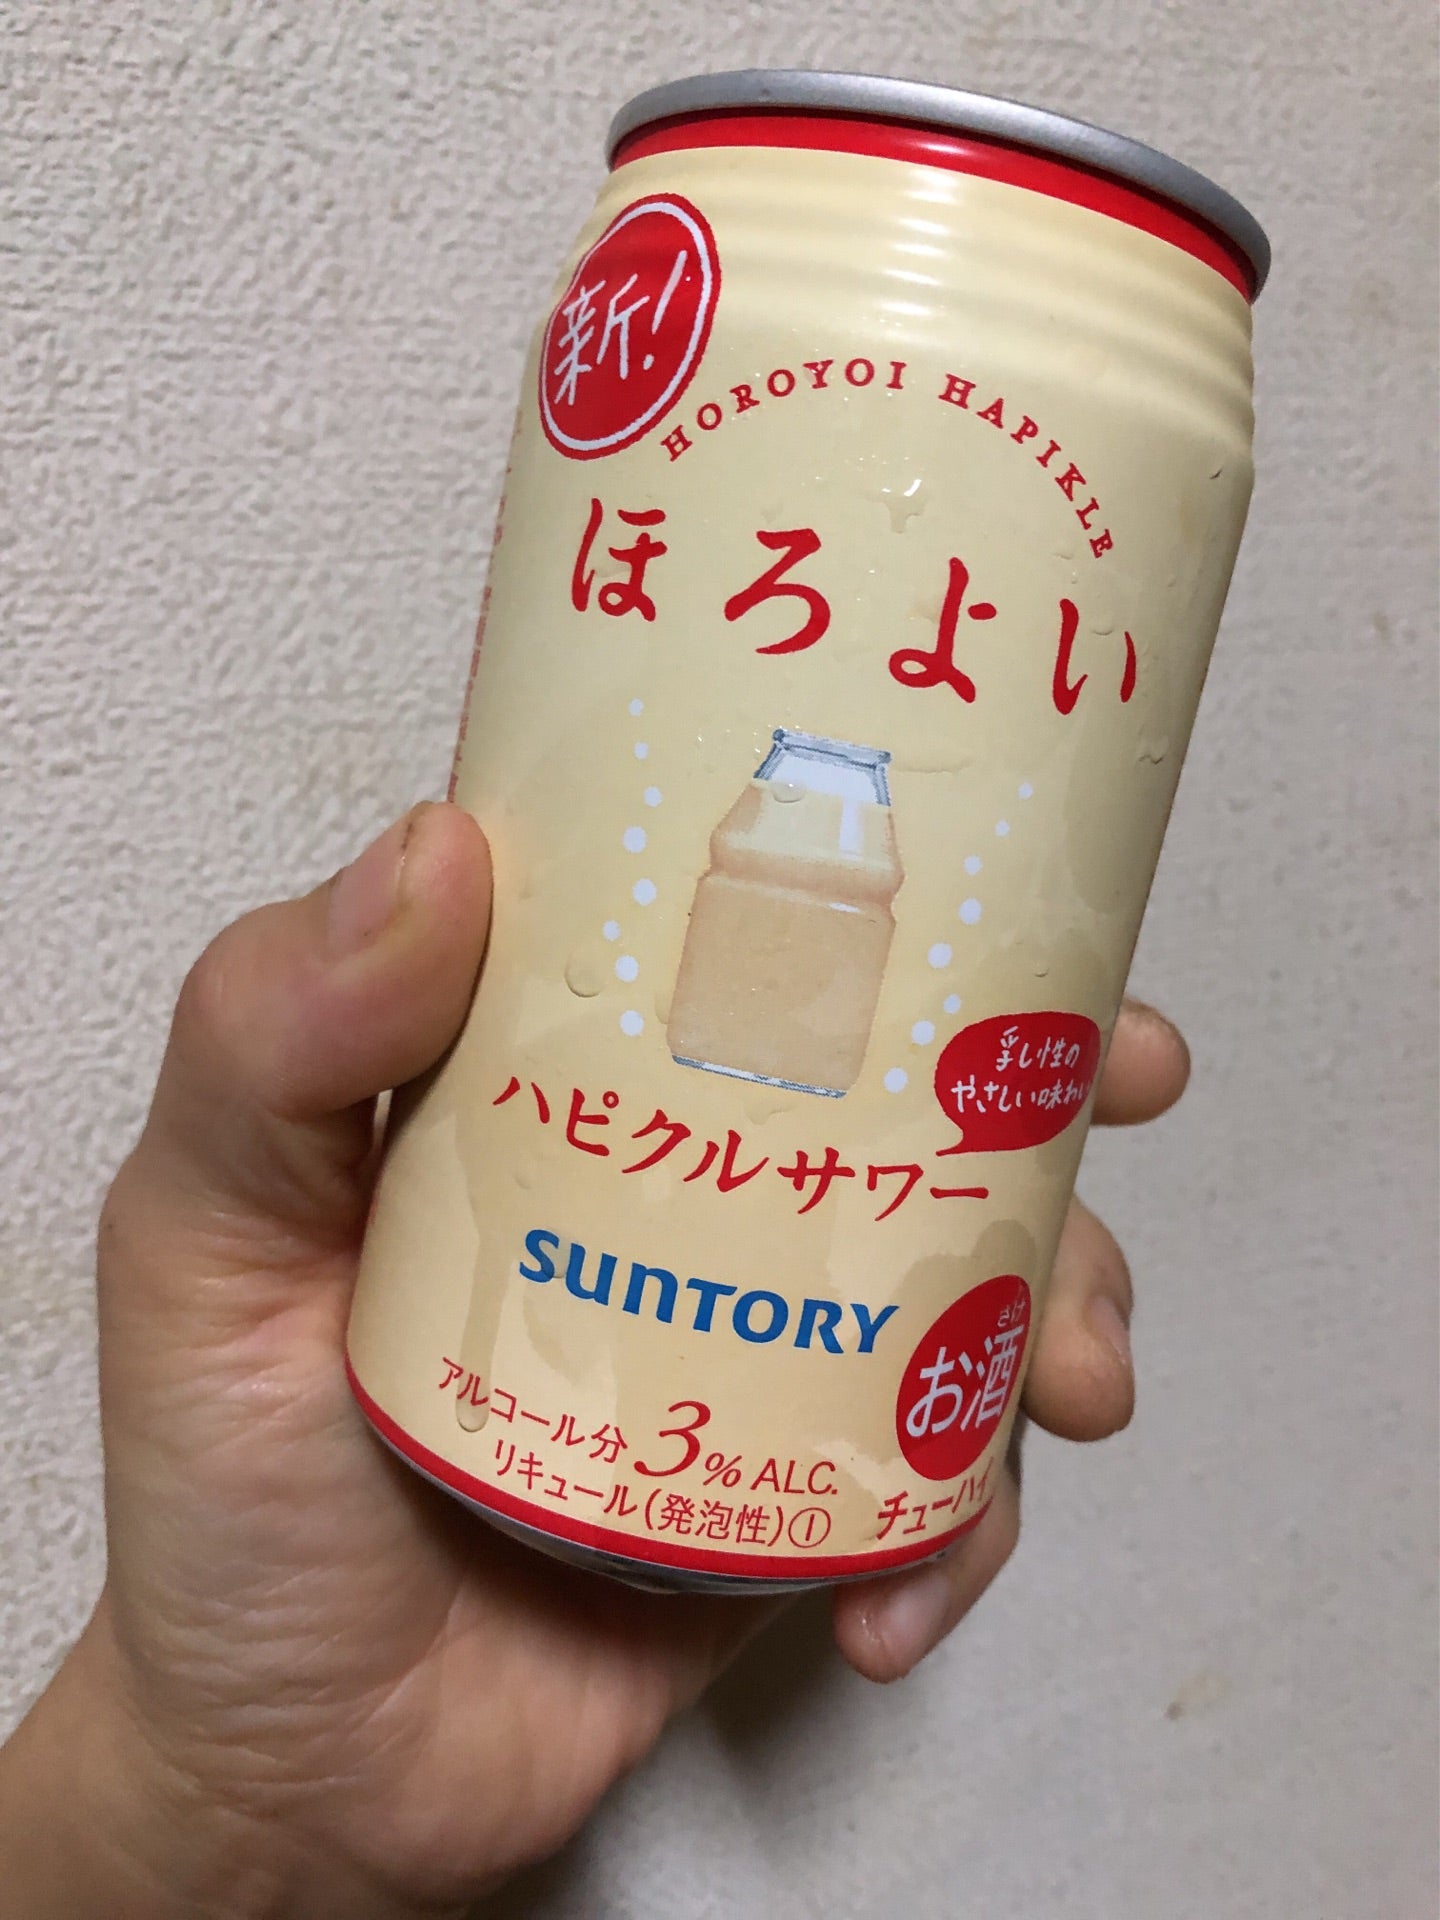 新!
HOROYOI HAPIKLE
ほろよい
乳性の
やさしい味わい
ハピクルサワー
SUNTORY
さけ
お酒
アルコール分 3% ALC.
リキュール(発泡性)①
チューハイ